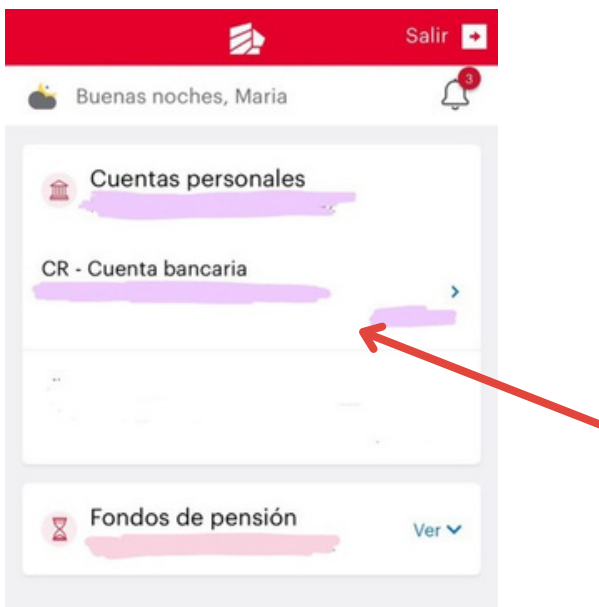 Salir
3
Buenas noches, Maria
Cuentas personales
CR - Cuenta bancaria
Fondos de pensión
Ver